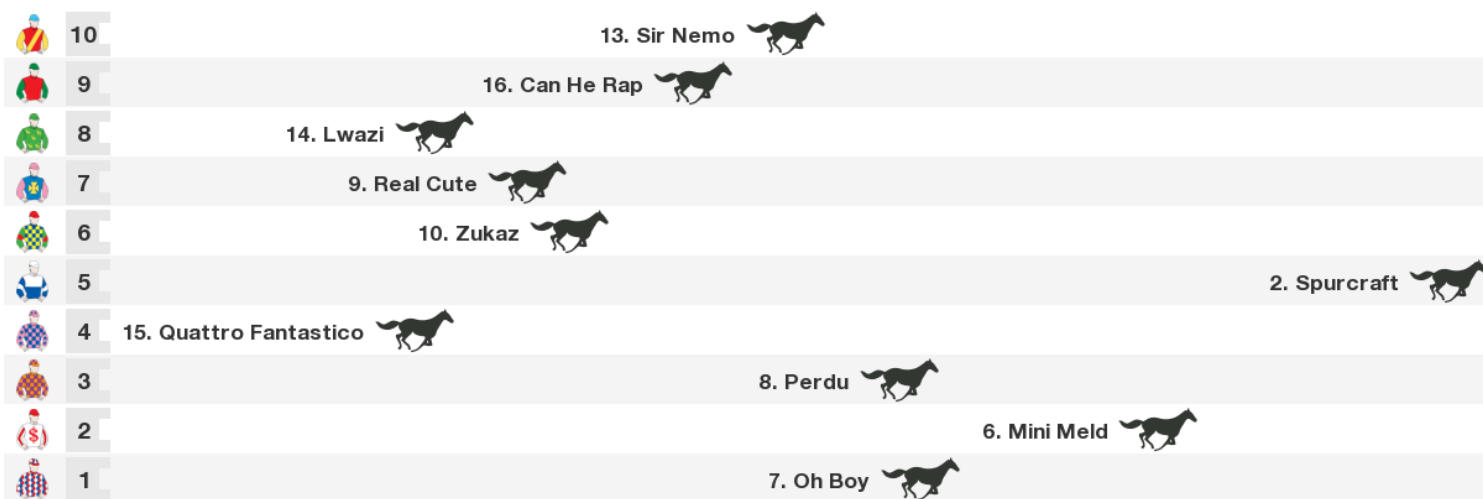 10 13. Sir Nemo
9 16. Can He Rap
8 14. Lwazi
7 9. Real Cute
6 10. Zukaz
5 2. Spurcraft
4 15. Quattro Fantastico
3 8. Perdu
$ 2 6. Mini Meld
1 7. Oh Boy